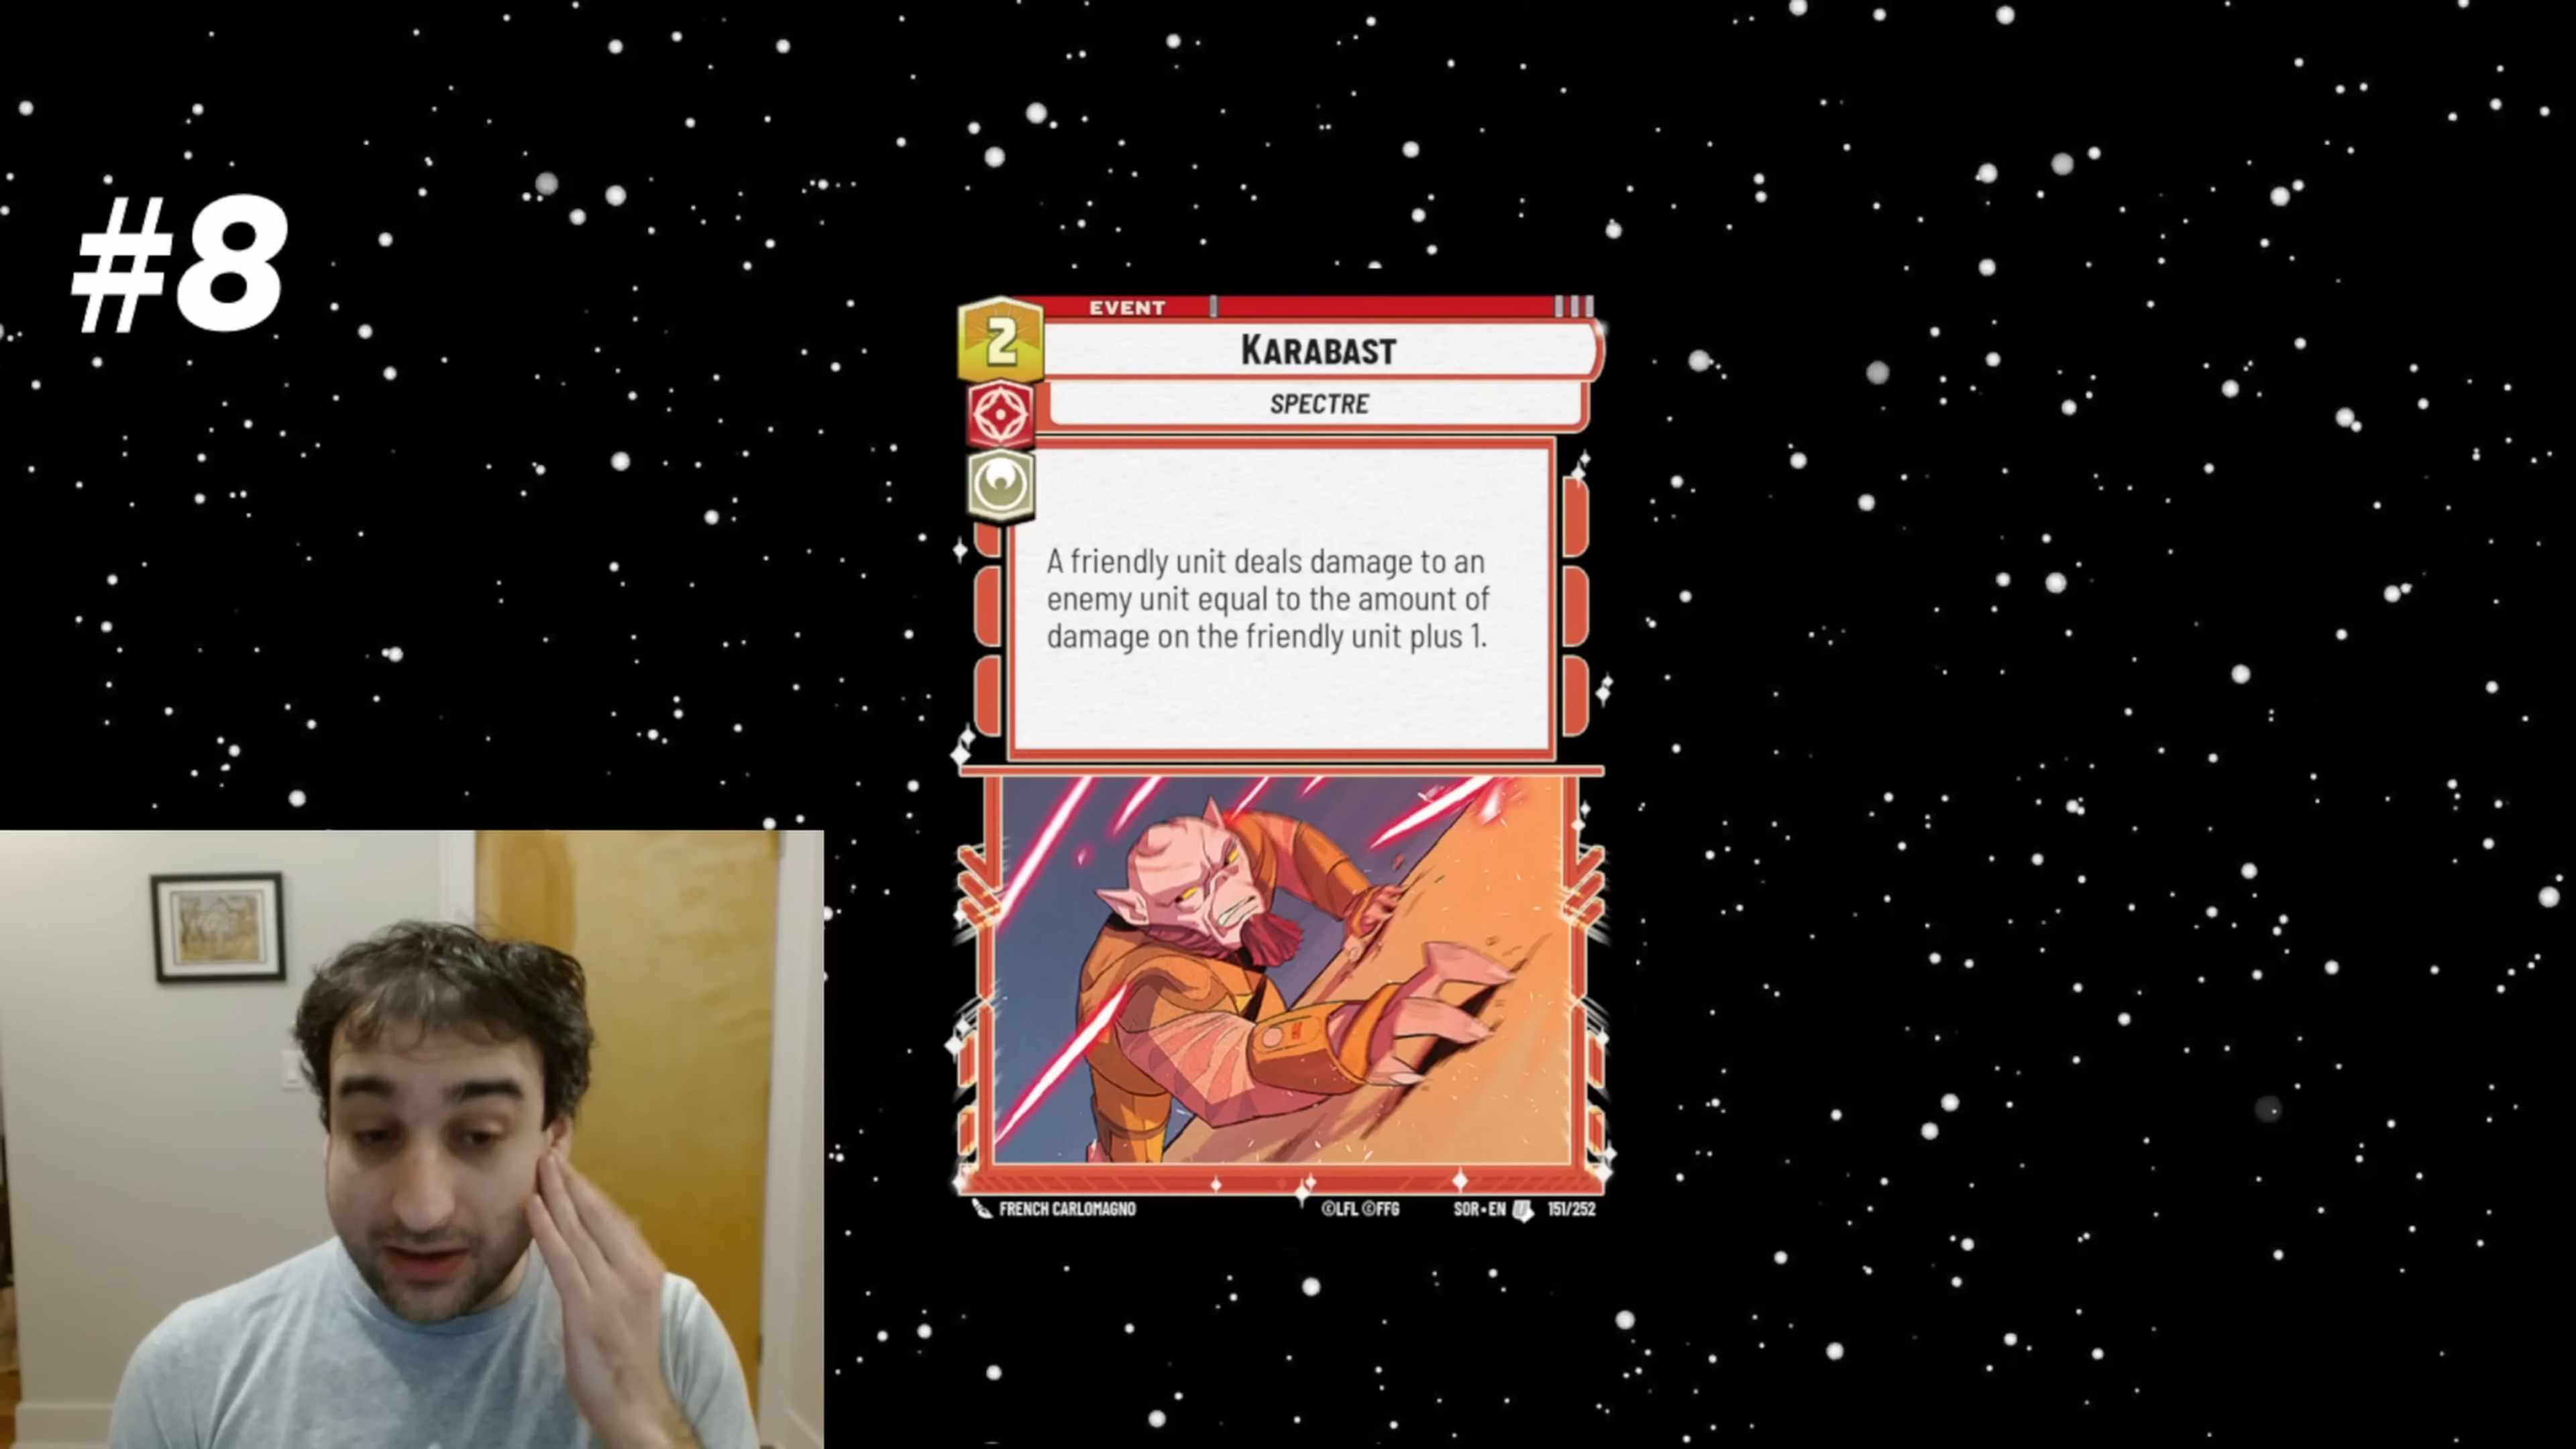 #8
EVENT
2
KARABAST
SPECTRE
A friendly unit deals damage to an
enemy unit equal to the amount of
damage on the friendly unit plus 1.
FRENCH CARLOMAGNO
©LFL ©FFG
SOR•EN U 151/252